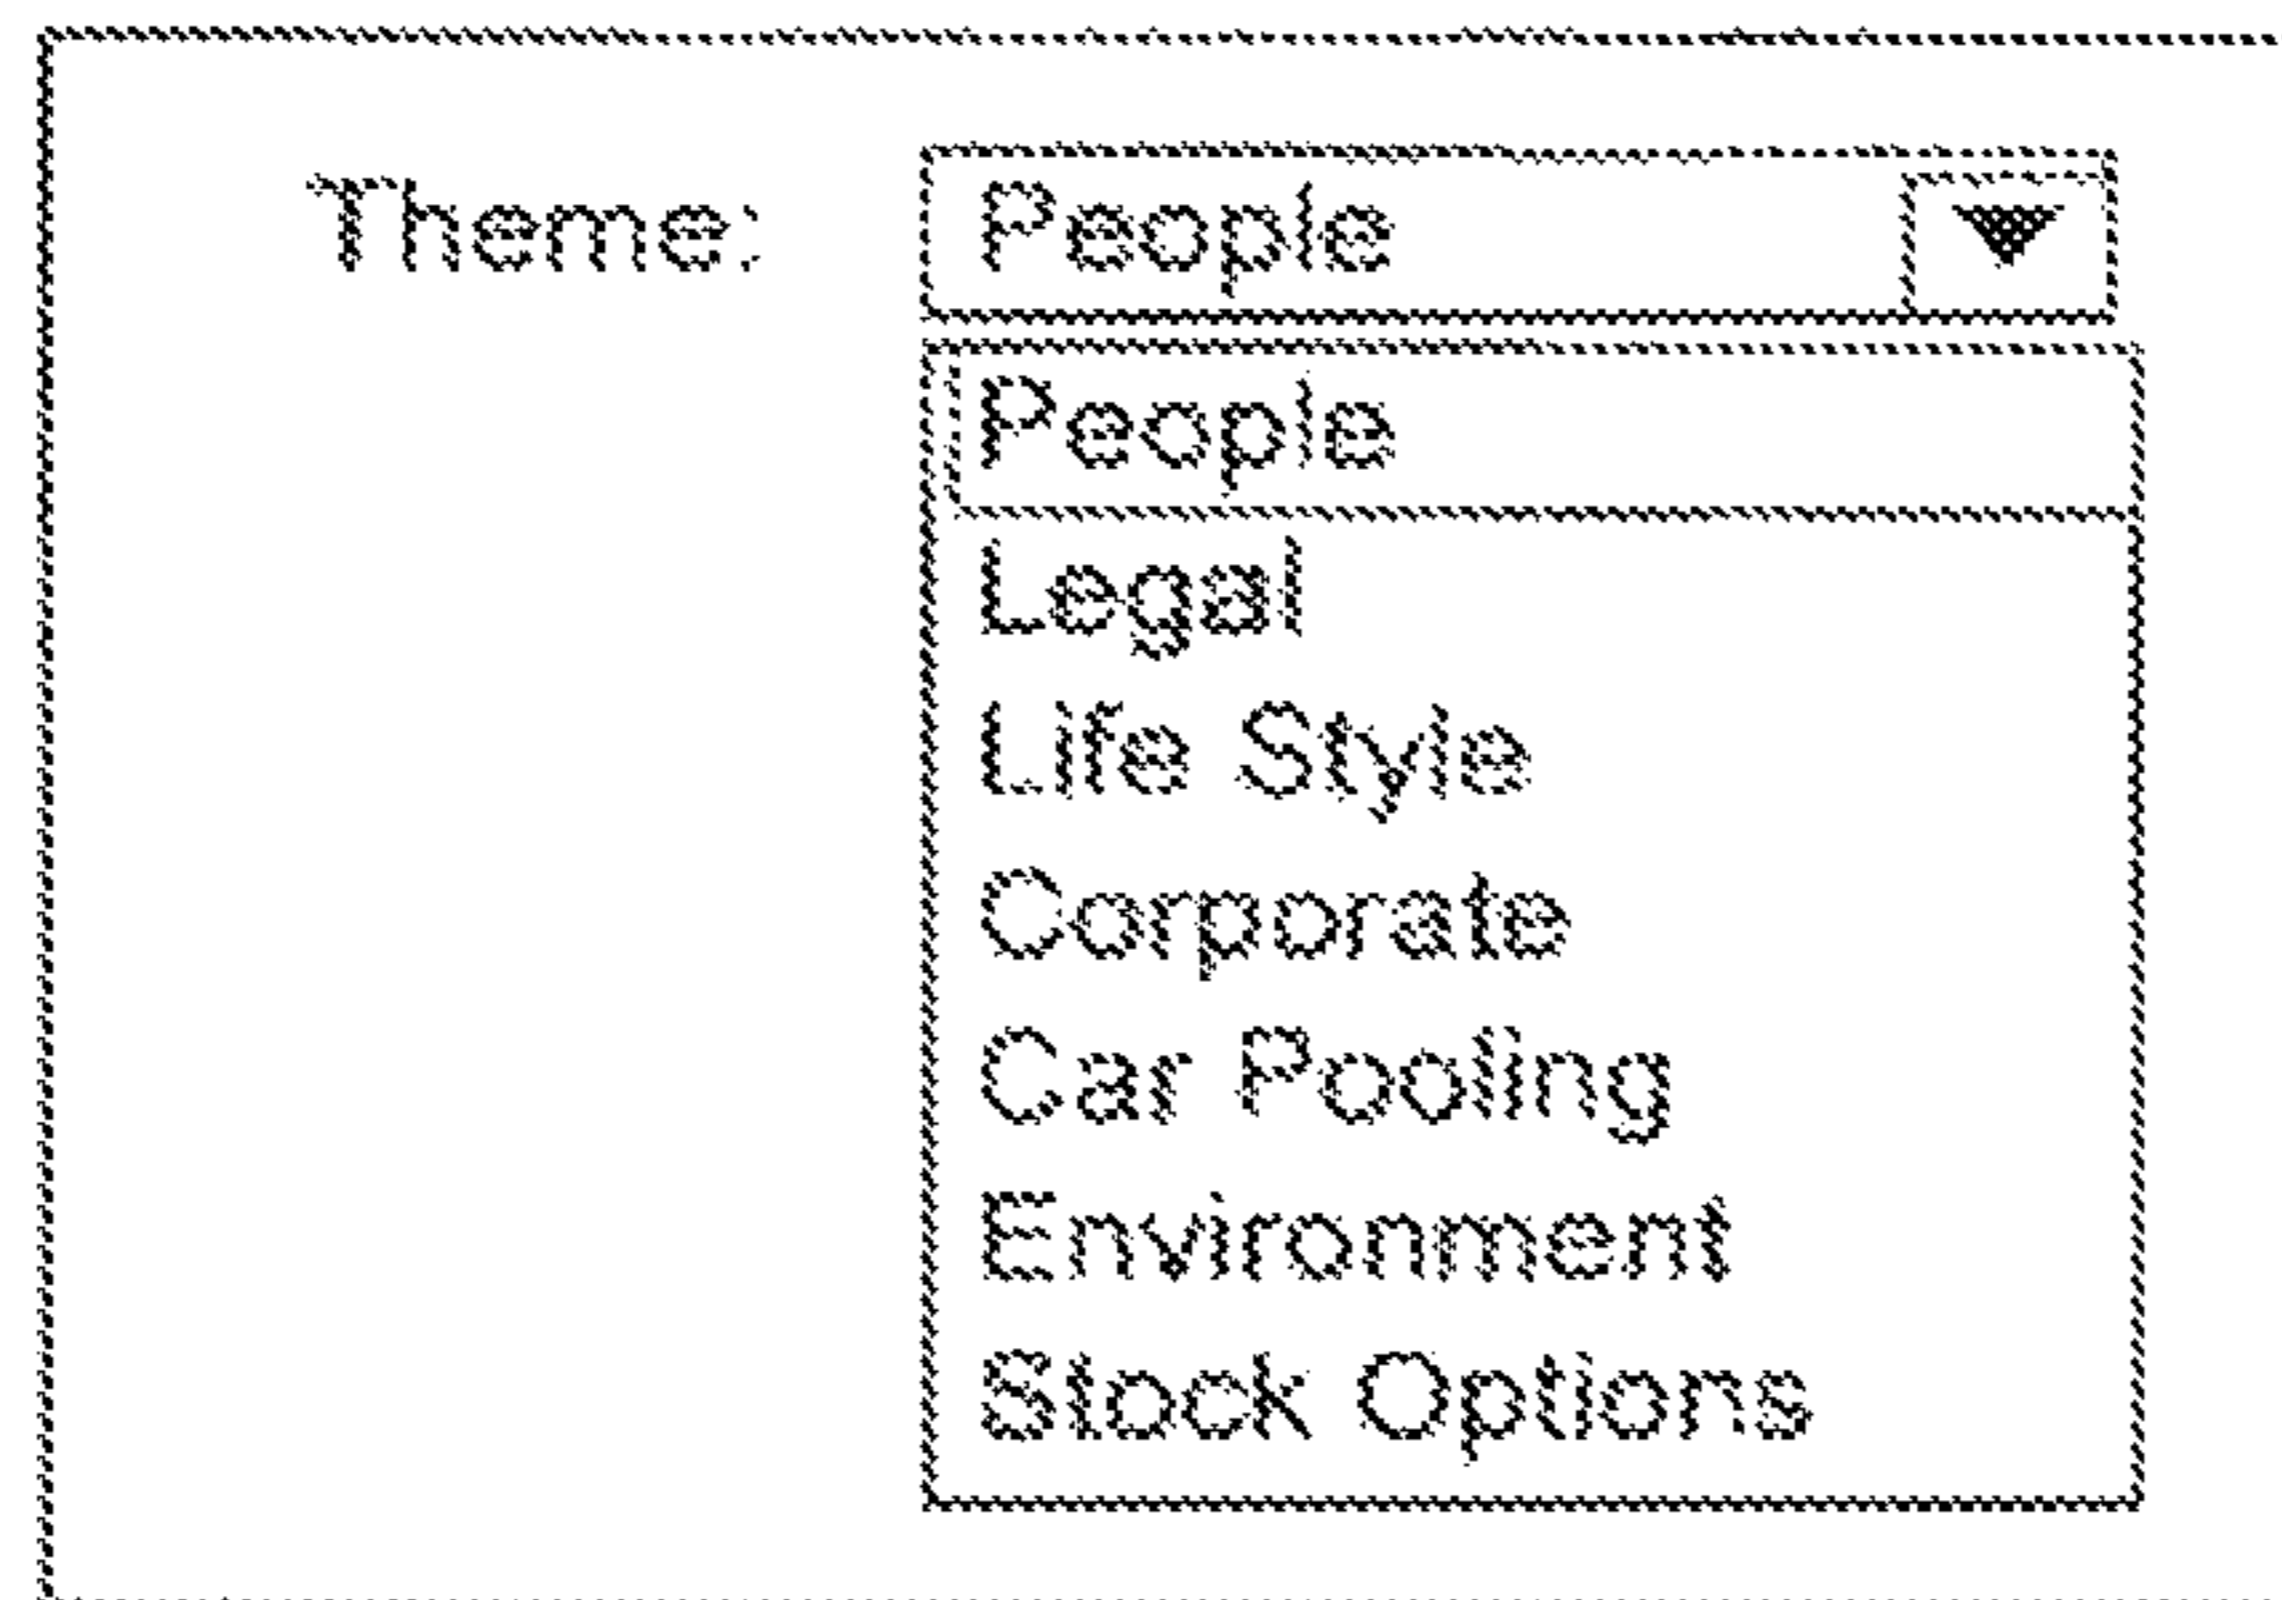 Theme: People
People
Legal
Life Style
Corporate
Car Pooling
Environment
Stock Options